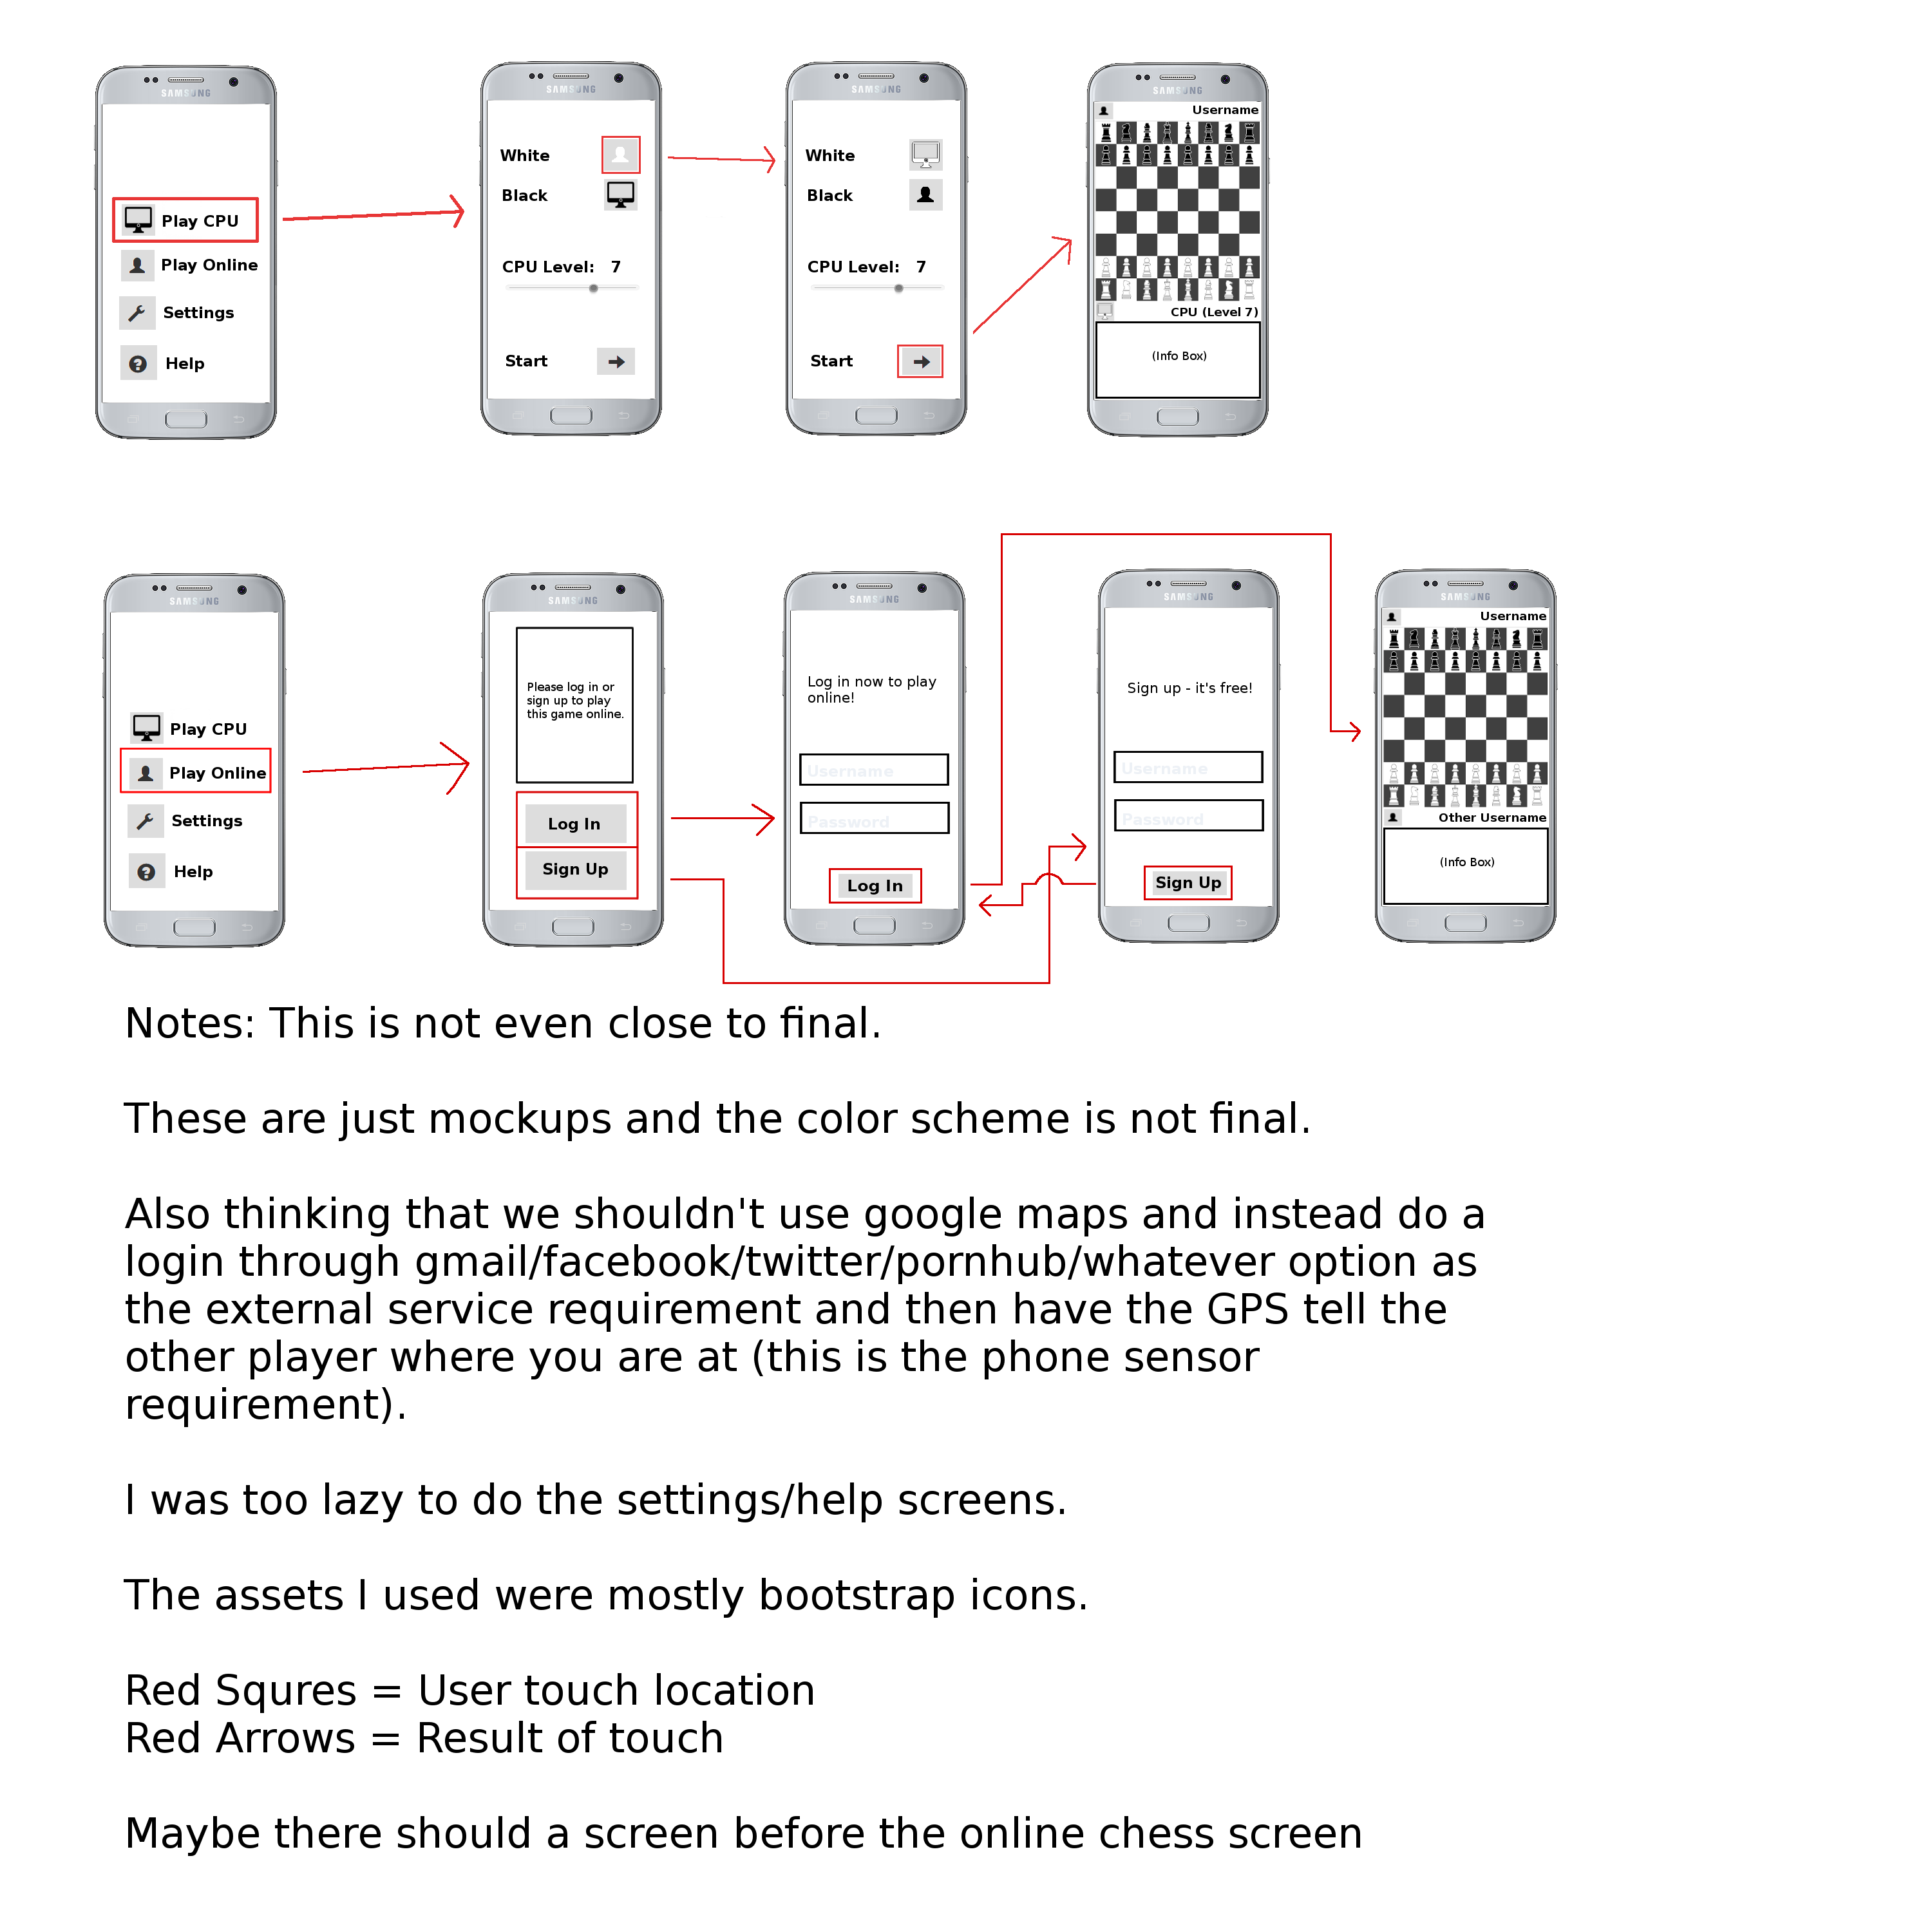 SAMSUNG
Play CPU
Play Online
Settings
Help
SAMSUNG
White
Black
CPU Level: 7
Start
SAMSUNG
White
Black
CPU Level: 7
Start
SAMSUNG
Username
CPU (Level 7)
(Info Box)
SAMSUNG
Play CPU
Play Online
Settings
Help
SAMSUNG
Please log in or
sign up to play
this game online.
Log In
Sign Up
SAMSUNG
Log in now to play
online!
Username
Password
Log In
SAMSUNG
Sign up - it's free!
Username
Password
Sign Up
SAMSUNG
Username
Other Username
(Info Box)
Notes: This is not even close to final.
These are just mockups and the color scheme is not final.
Also thinking that we shouldn't use google maps and instead do a
login through gmail/facebook/twitter/pornhub/whatever option as
the external service requirement and then have the GPS tell the
other player where you are at (this is the phone sensor
requirement).
I was too lazy to do the settings/help screens.
The assets I used were mostly bootstrap icons.
Red Squres = User touch location
Red Arrows = Result of touch
Maybe there should a screen before the online chess screen